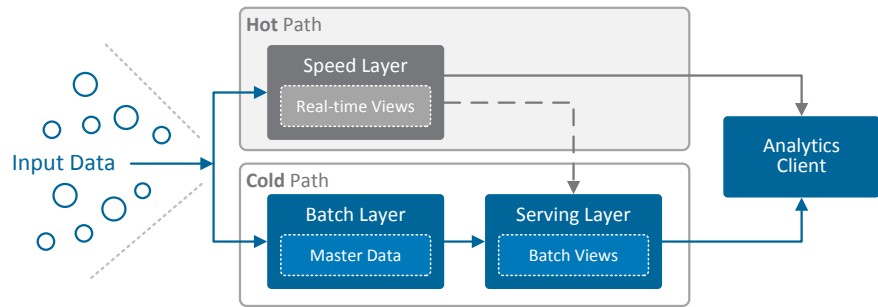 Hot Path
Speed Layer
Real-time Views
Input Data
Analytics
Client
Cold Path
Batch Layer
Master Data
Serving Layer
Batch Views